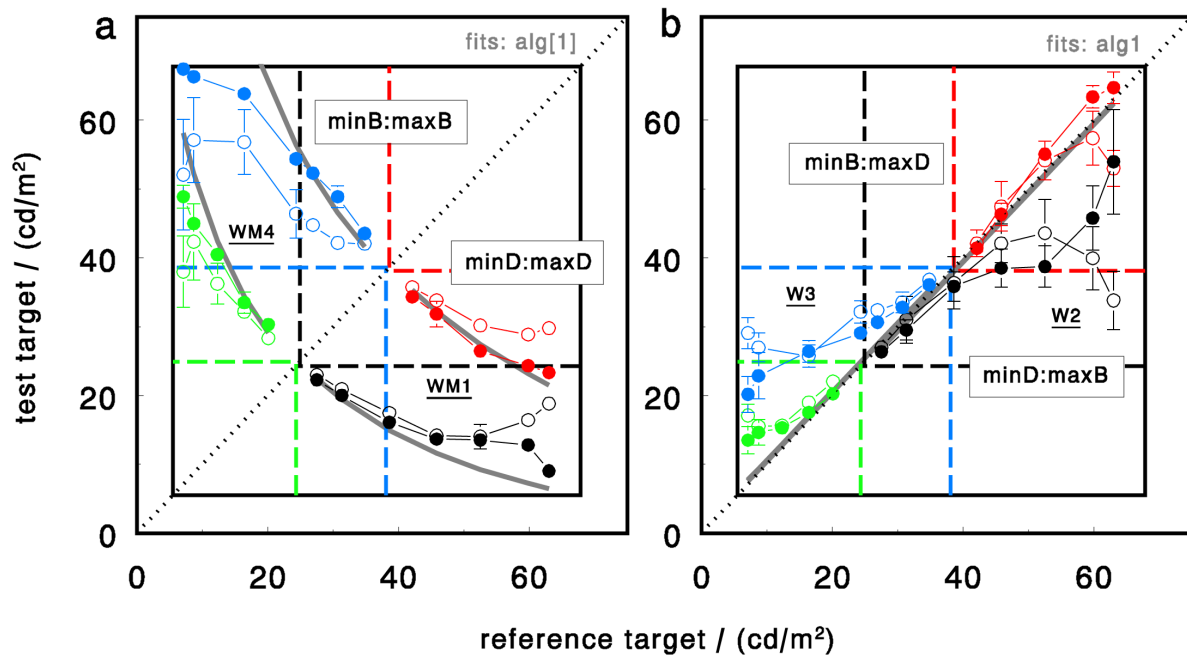 a
fits: alg[1]
minB:maxB
WM4
minD:maxD
WM1
b
fits: alg1
minB:maxD
W3
W2
minD:maxB
test target / (cd/m²)
60
40
20
0
60
40
20
0
0 20 40 60
0 20 40 60
reference target / (cd/m²)